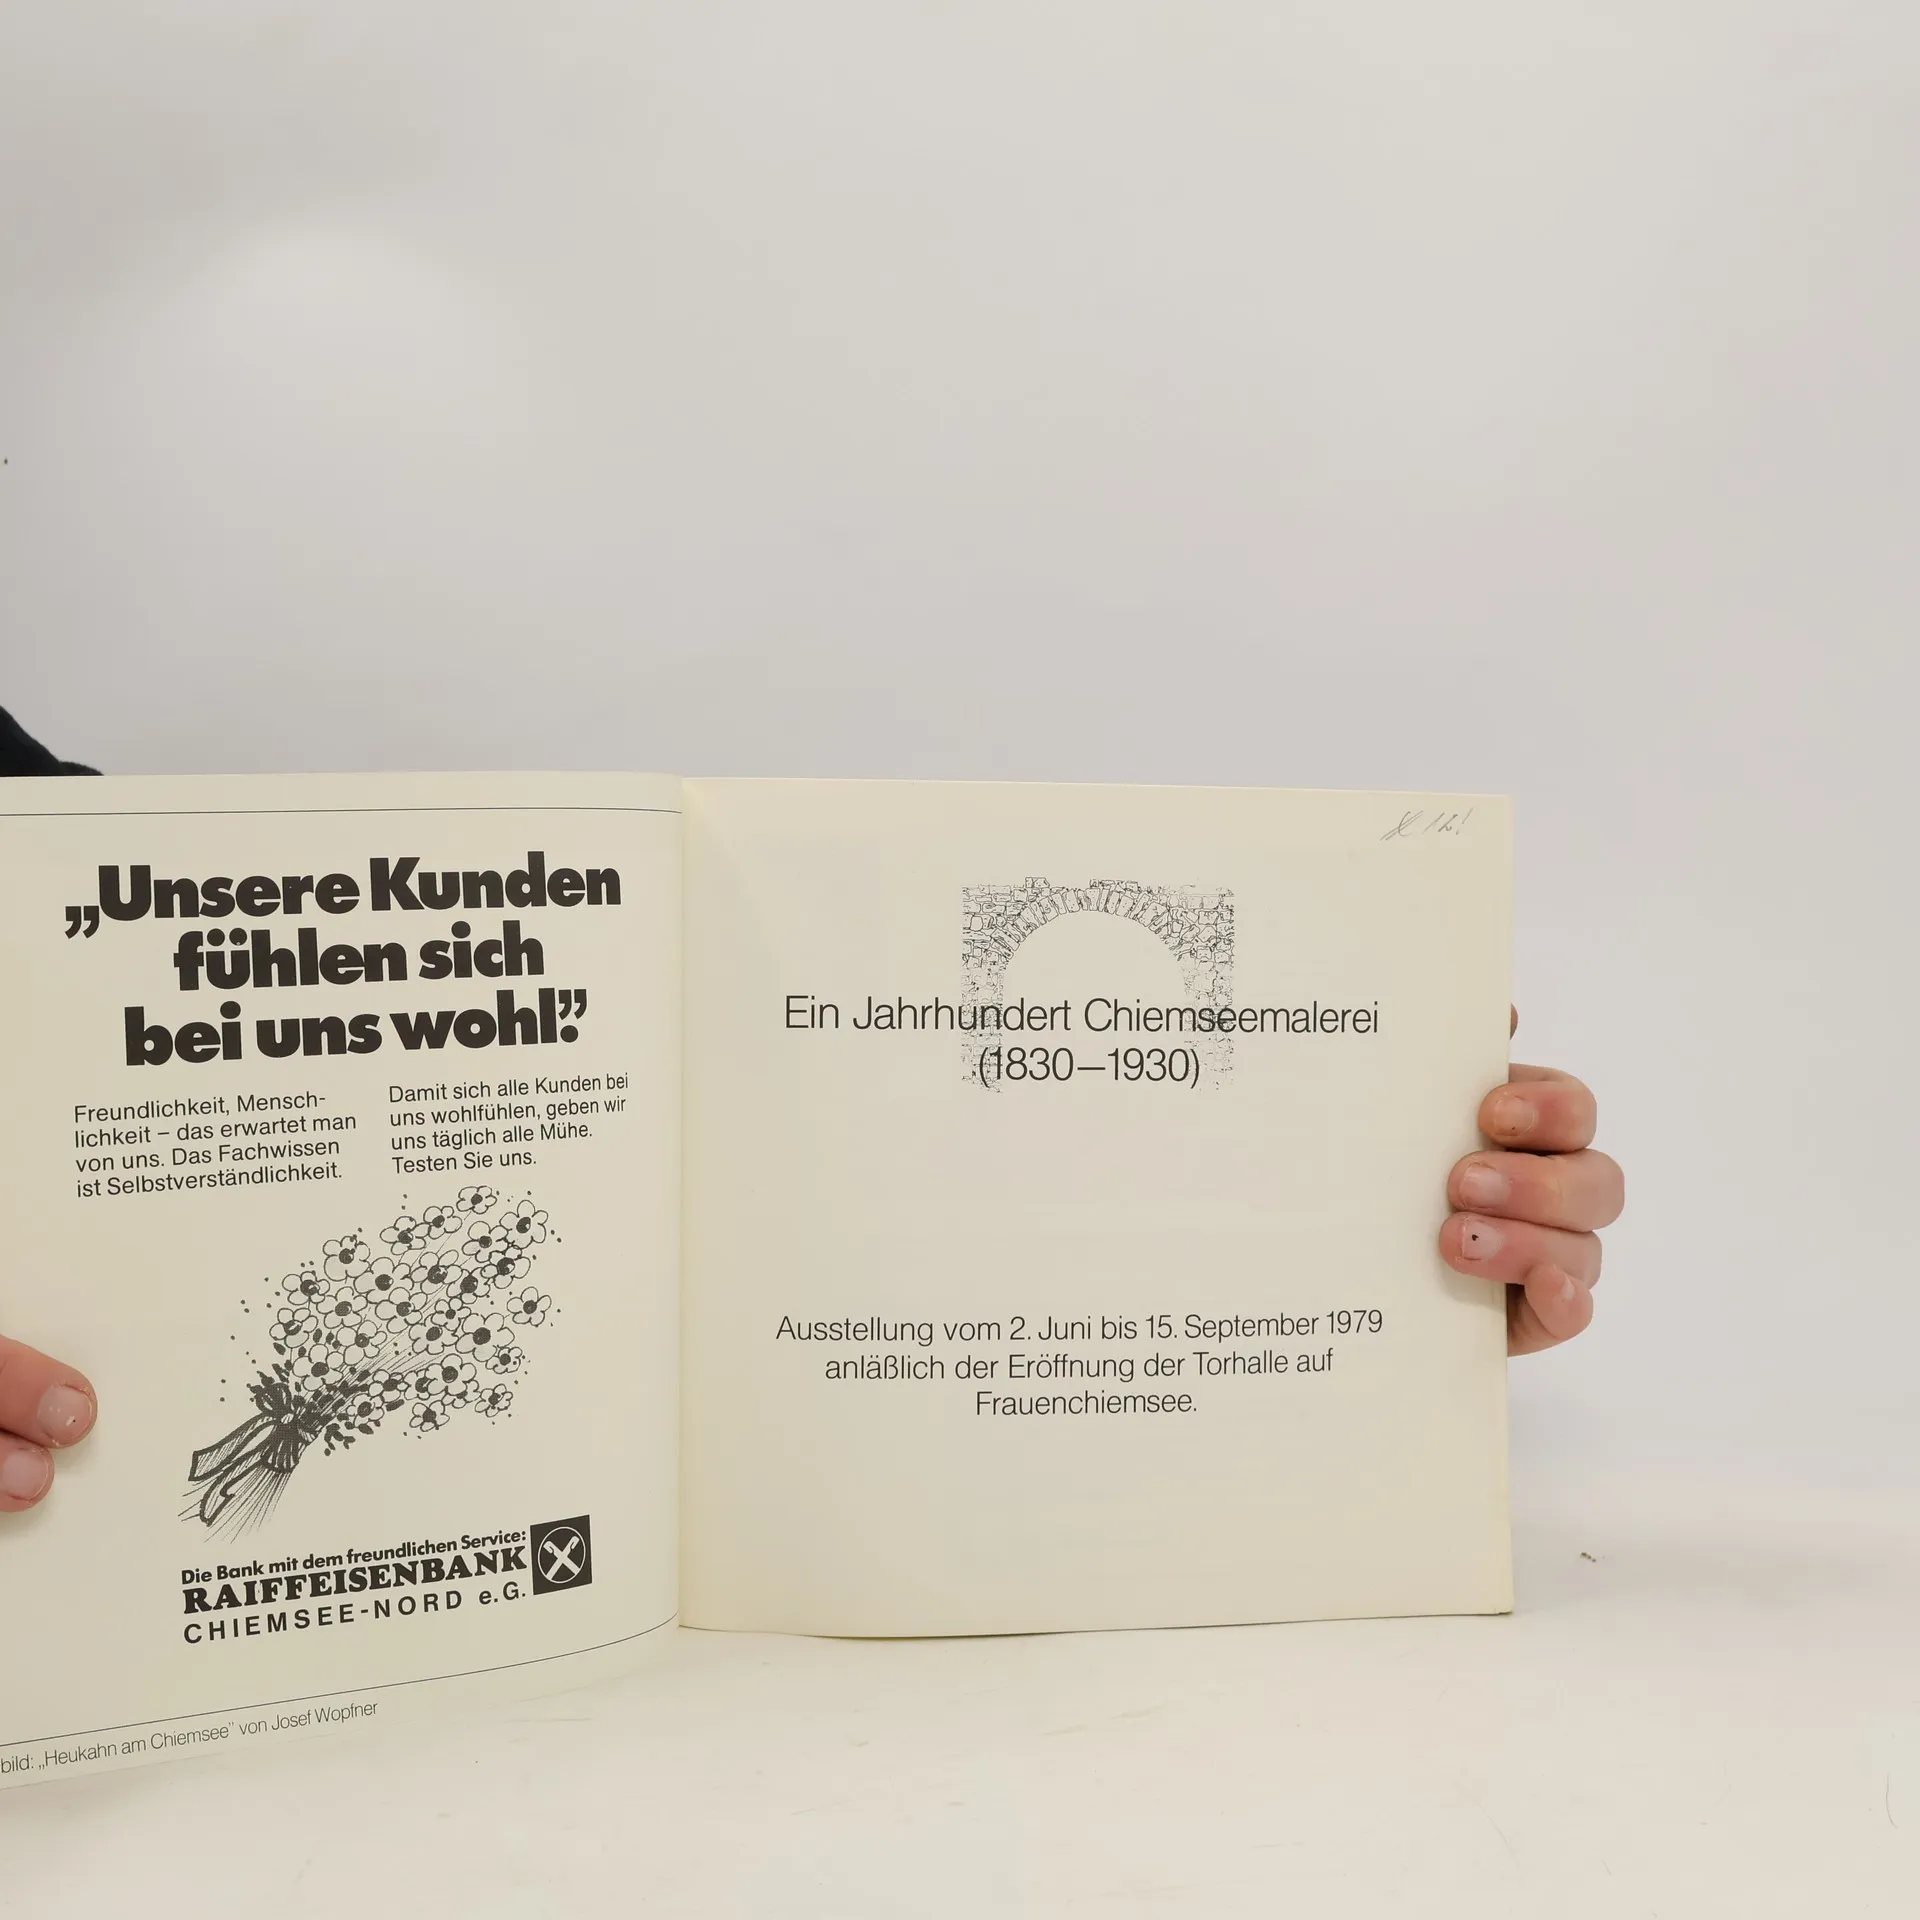 „Unsere Kunden
fühlen sich
bei uns wohl.”
Freundlichkeit, Mensch-
lichkeit – das erwartet man
von uns. Das Fachwissen
ist Selbstverständlichkeit.
Damit sich alle Kunden bei
uns wohlfühlen, geben wir
uns täglich alle Mühe.
Testen Sie uns.
Die Bank mit dem freundlichen Service:
RAIFFEISENBANK
CHIEMSEE-NORD e.G.
bild: „Heukahn am Chiemsee” von Josef Wopfner
Ein Jahrhundert Chiemseemalerei
(1830–1930)
Ausstellung vom 2. Juni bis 15. September 1979
anläßlich der Eröffnung der Torhalle auf
Frauenchiemsee.